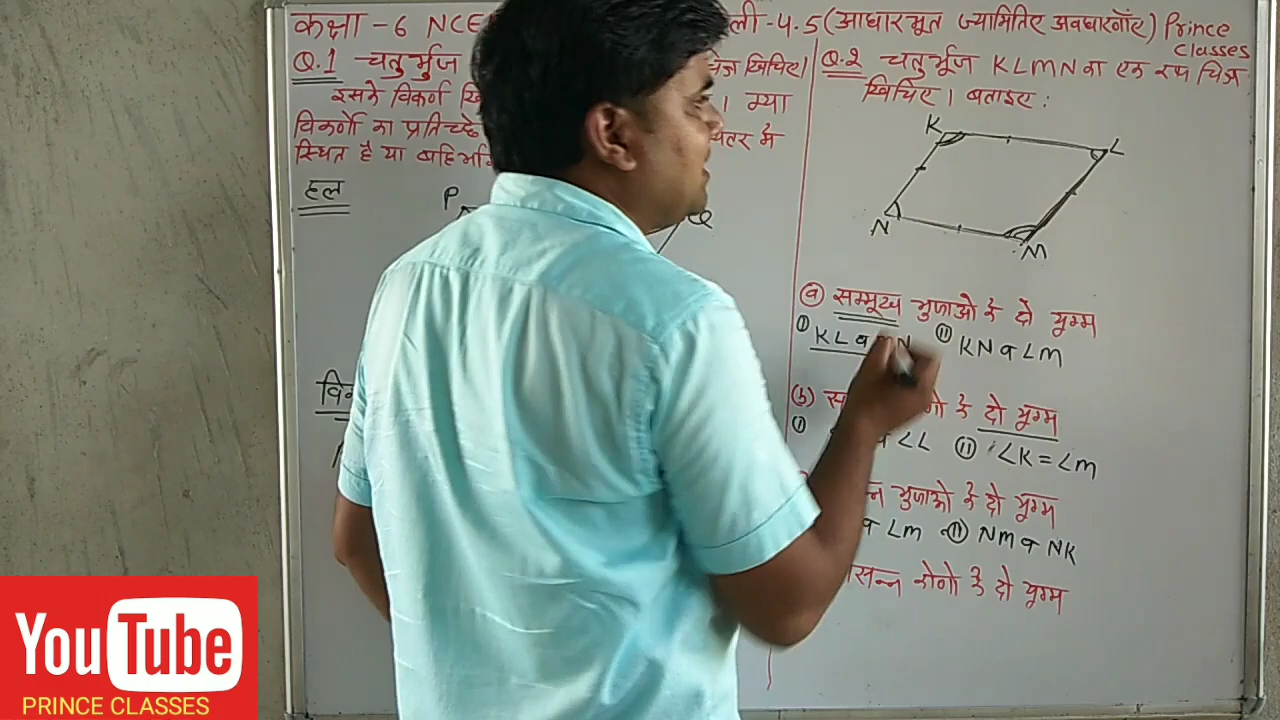 कक्षा - 6 NCE ली - 4.5 (आधारभूत ज्यामितिए अवधारनाँए) Prince Classes
Q.1 चतुर्भुज चित्र खिचिए।
इसके विकर्ण खि । क्या
विकर्णो का प्रतिच्छे
स्थित है या बहिर्भा
हल
P
Q
Q.2 चतुर्भूज KLMN का एक रफ चित्र
खिचिए । बताइए :
K
L
N
M
(a) सम्मूख भुजाओ के दो यूग्म
(i) KL व MN (ii) KN व LM
(b) के दो यूग्म
(i) ∠L (ii) ∠K = ∠M
भुजाओ के दो यूग्म
व LM (ii) NM व NK
सन्न कोनो के दो यूग्म
YouTube
PRINCE CLASSES